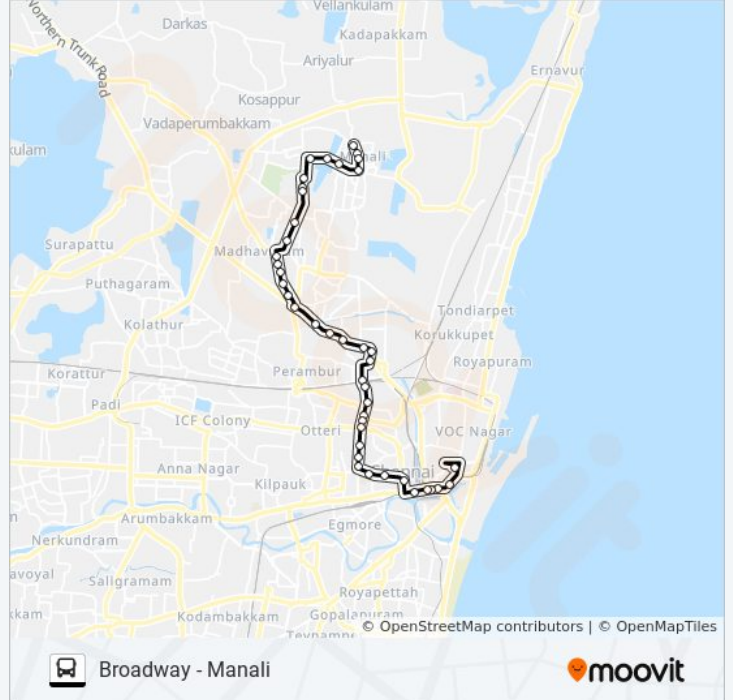 Vellankulam
Darkas
Kadapakkam
Northern Trunk Road
Ariyalur
Ernavur
Kosappur
Vadaperumbakkam
kulam
Manali
Surapattu
Madhavaram
Puthagaram
Tondiarpet
Kolathur
Korukkupet
Royapuram
Korattur
Perambur
Padi
ICF Colony
Otteri
VOC Nagar
Anna Nagar
Chennai
Kilpauk
n
Arumbakkam
Egmore
Nerkundram
avoyal
Saligramam
Royapettah
kkam
Kodambakkam
Gopalapuram
© OpenStreetMap contributors | © OpenMapTiles
Broadway - Manali
moovit